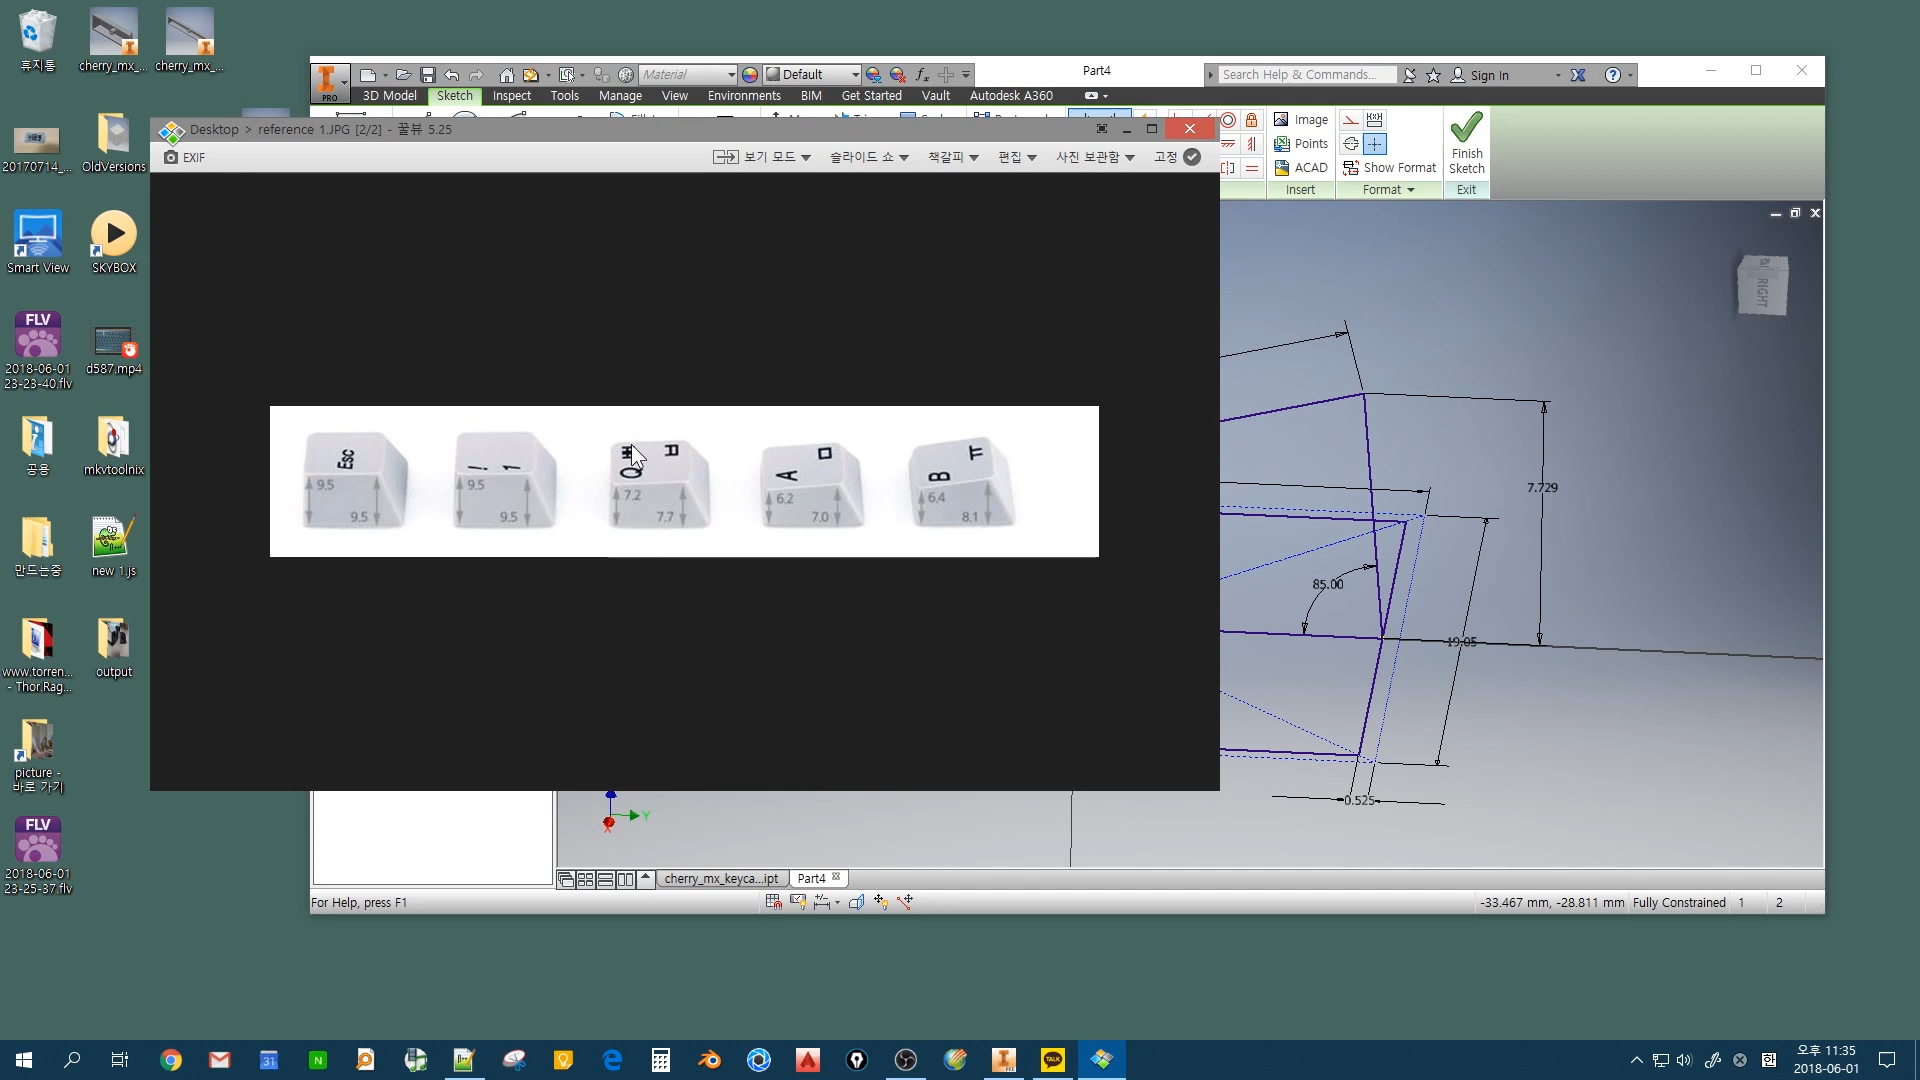 휴지통
cherry_mx_...
cherry_mx_...
20170714_...
OldVersions
Smart View
SKYBOX
FLV
2018-06-01
23-23-40.flv
d587.mp4
공용
mkvtoolnix
만드는중
new 1.js
www.torren...
- Thor.Rag...
output
picture -
바로 가기
FLV
2018-06-01
23-25-37.flv
PRO
Material
Default
Part4
Search Help & Commands...
Sign In
3D Model
Sketch
Inspect
Tools
Manage
View
Environments
BIM
Get Started
Vault
Autodesk A360
Image
Points
ACAD
Insert
Show Format
Format
Finish
Sketch
Exit
Desktop > reference 1.JPG [2/2] - 꿀뷰 5.25
EXIF
보기 모드
슬라이드 쇼
책갈피
편집
사진 보관함
고정
Esc
9.5
9.5
!
1
9.5
9.5
Q
ㅃ
ㅂ
7.2
7.7
A
ㅁ
6.2
7.0
B
ㅠ
6.4
8.1
RIGHT
7.729
85.00
19.05
0.525
X
Y
cherry_mx_keyca...ipt
Part4
For Help, press F1
-33.467 mm, -28.811 mm
Fully Constrained
1
2
31
N
TALK
PRO
한
오후 11:35
2018-06-01